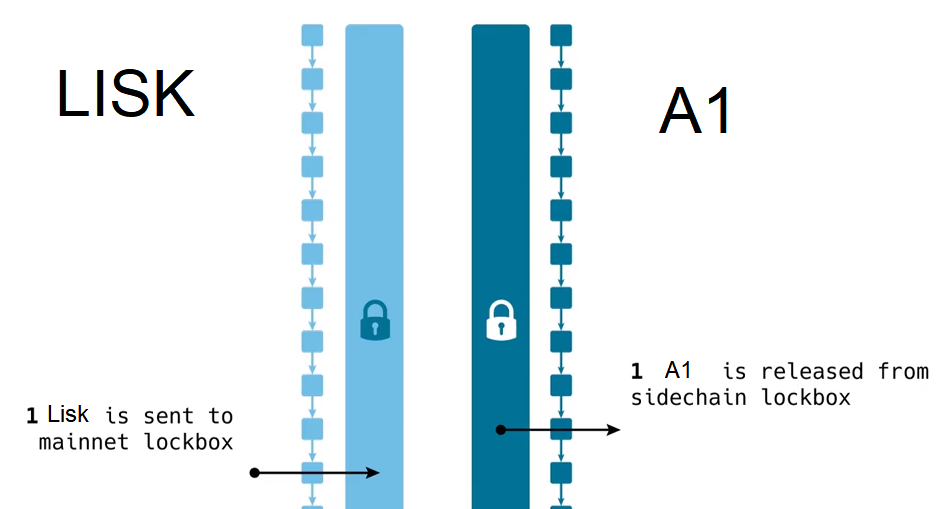 LISK
A1
1 A1 is released from
sidechain lockbox
1 Lisk is sent to
mainnet lockbox